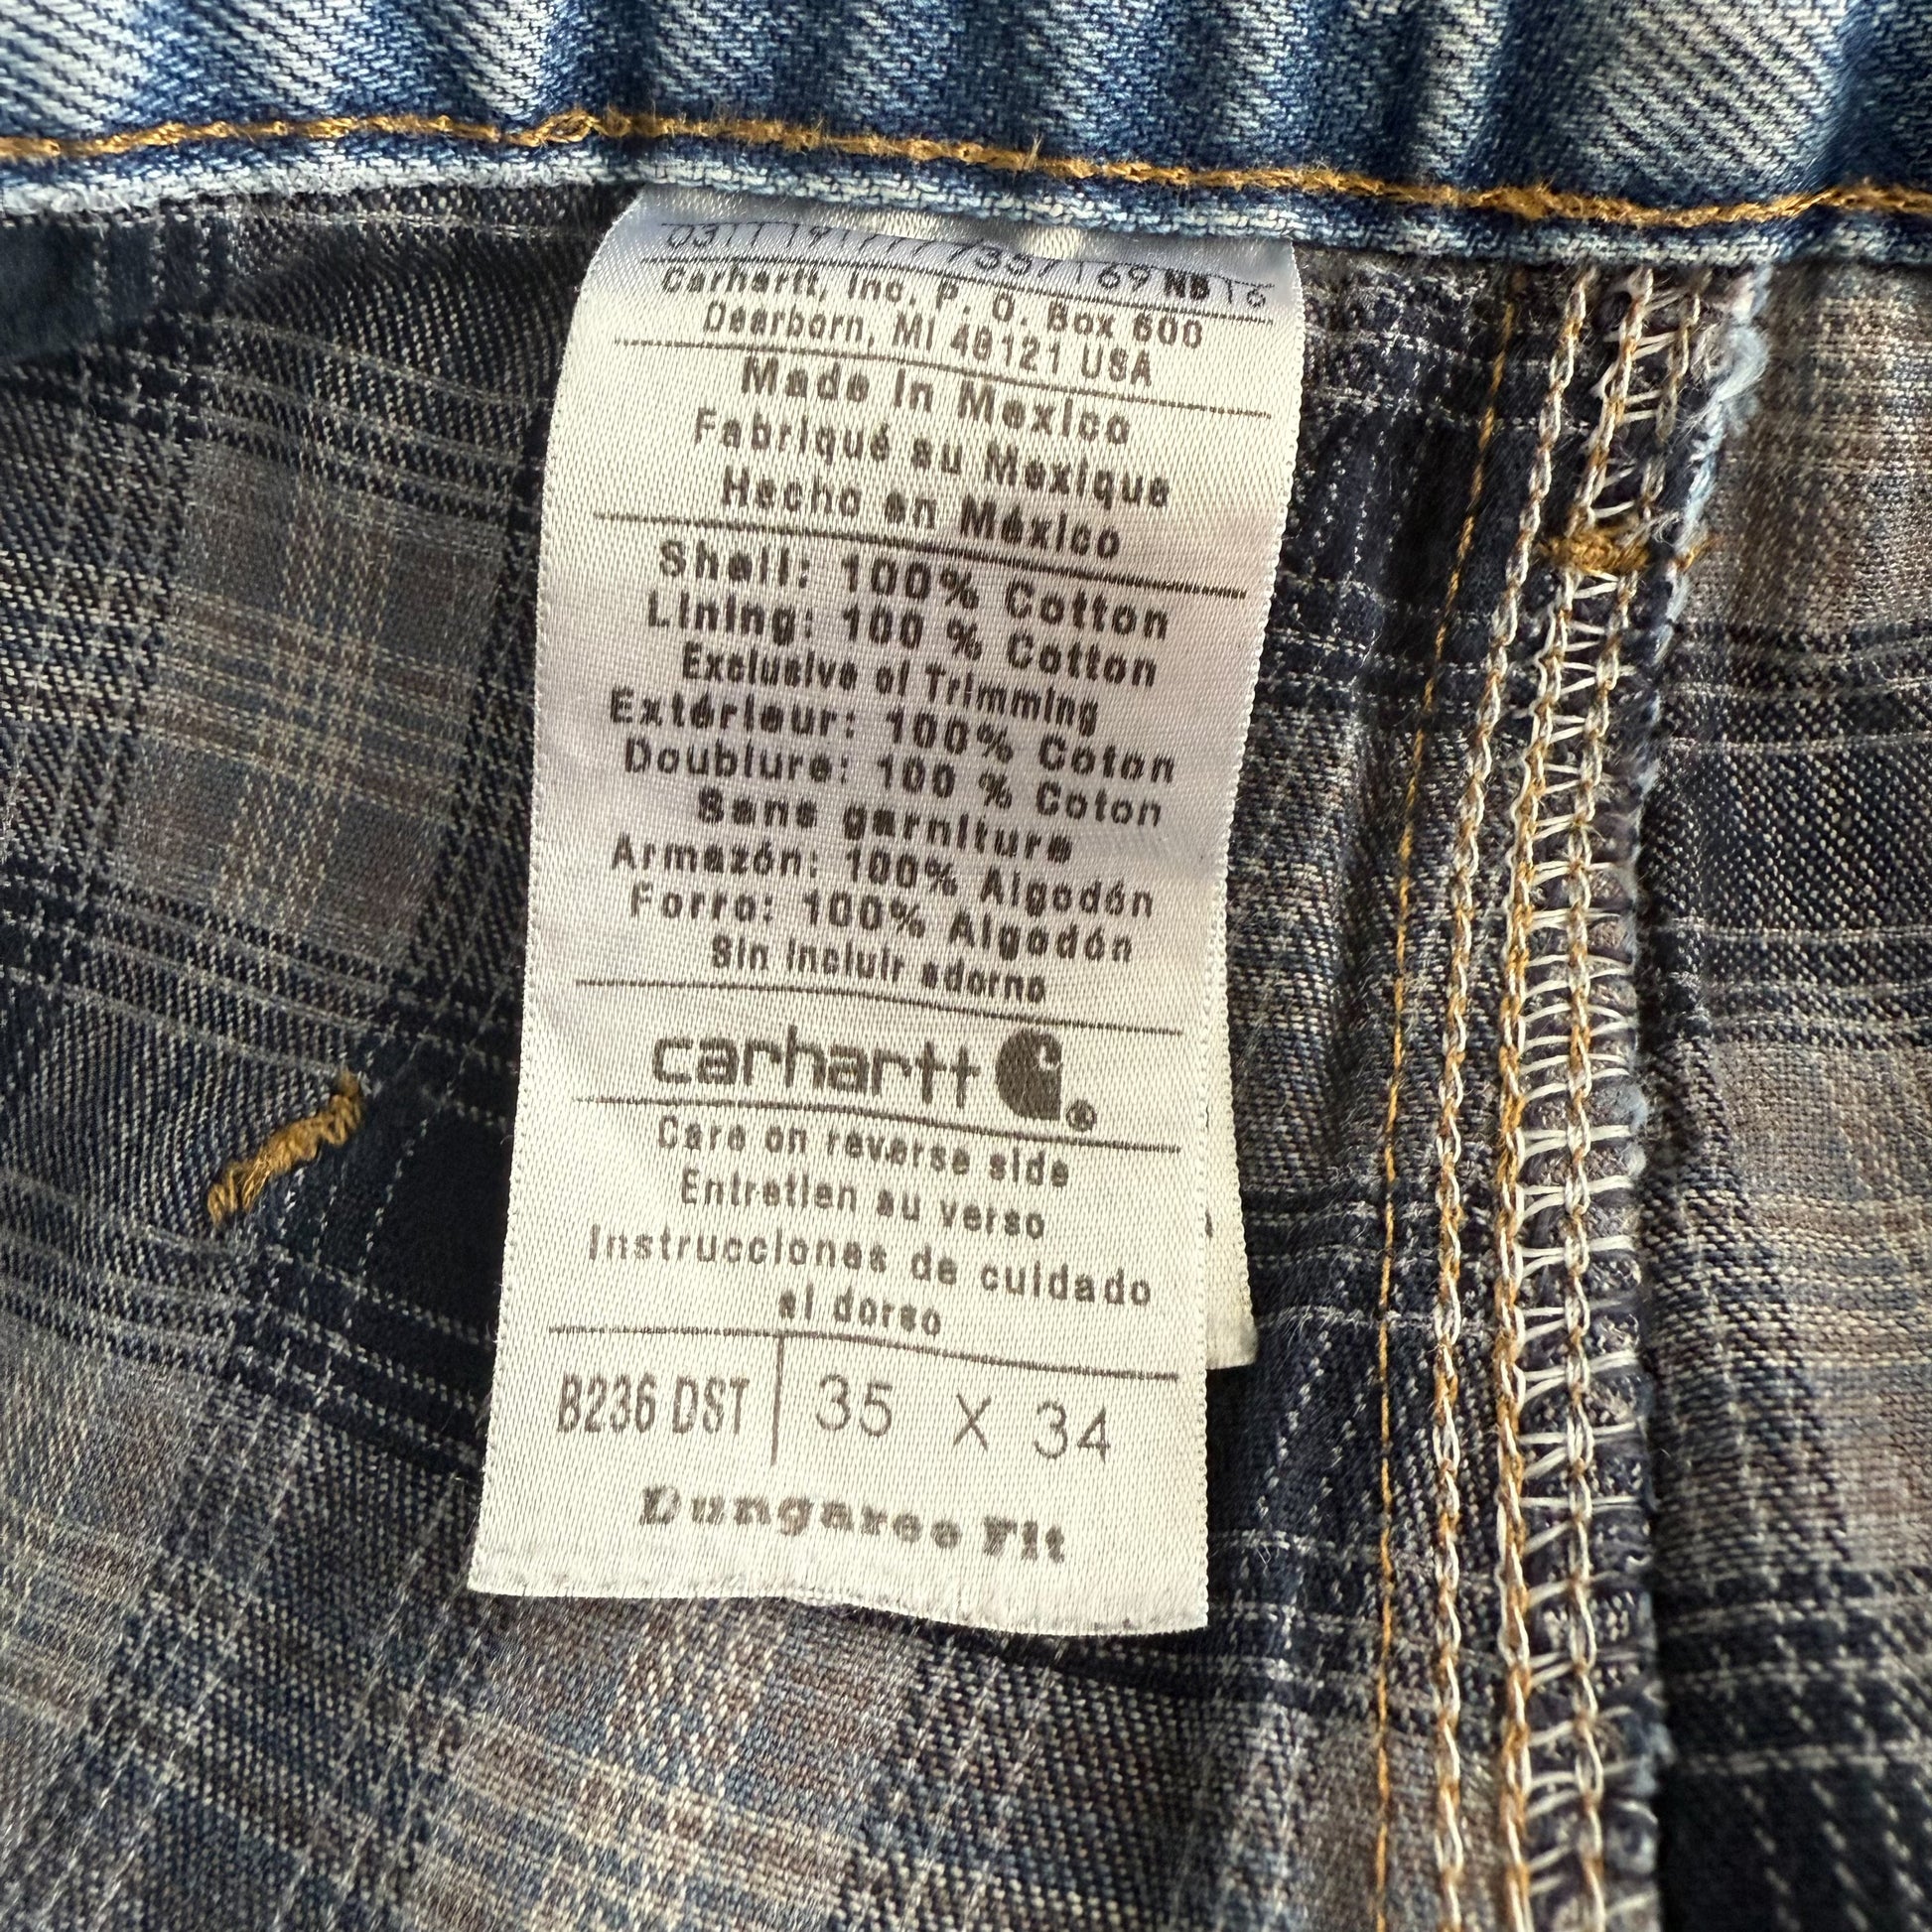 NB 16
Carhartt, Inc. P. O. Box 600
Dearborn, MI 48121 USA
Made in Mexico
Fabriqué au Mexique
Hecho en México
Shell: 100% Cotton
Lining: 100 % Cotton
Exclusive of Trimming
Extérieur: 100% Coton
Doublure: 100 % Coton
Sans garniture
Armazón: 100% Algodón
Forro: 100% Algodón
Sin incluir adorno
carhartt ®
Care on reverse side
Entretien au verso
Instrucciones de cuidado
al dorso
B236 DST 35 X 34
Dungaree Fit